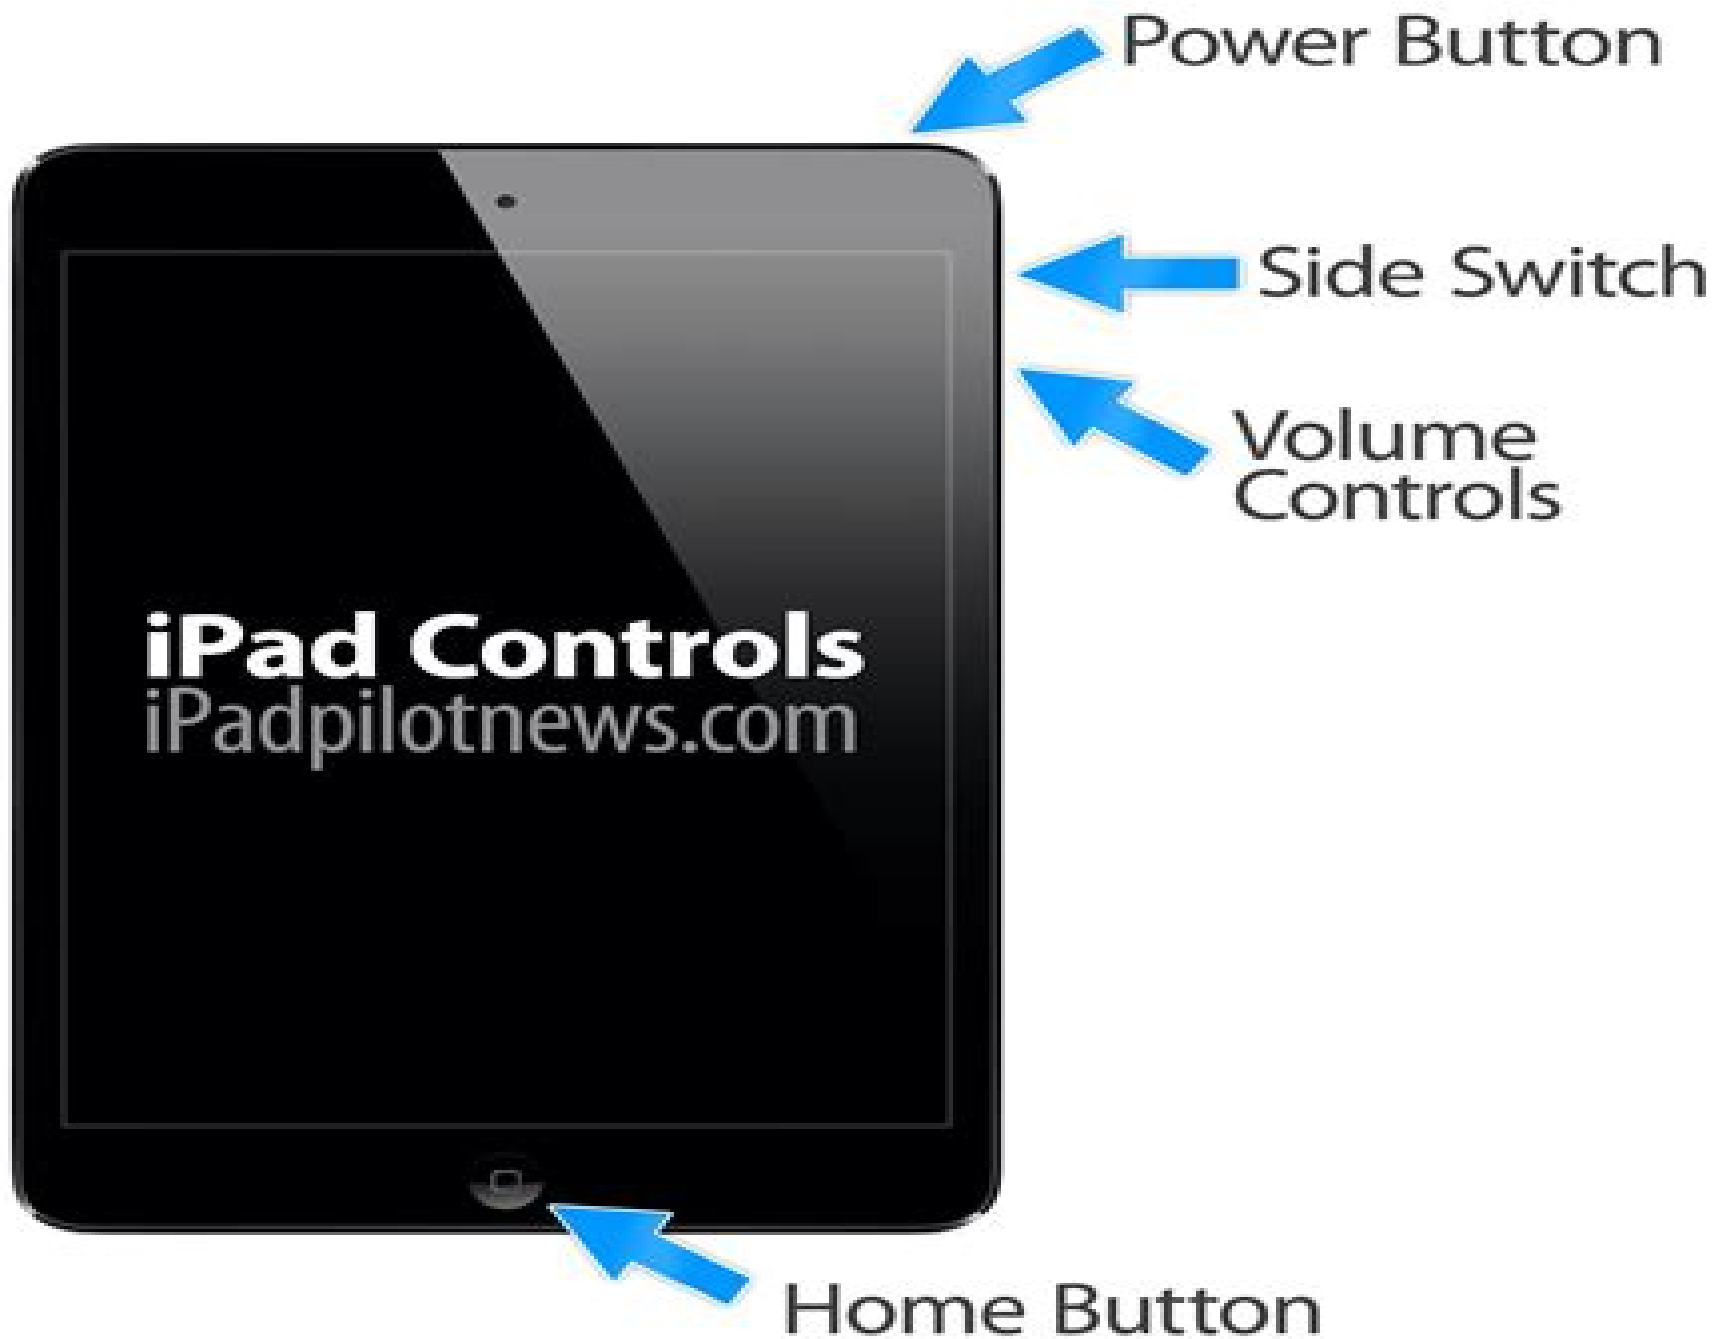 Power Button
Side Switch
Volume
Controls
iPad Controls
iPadpilotnews.com
Home Button